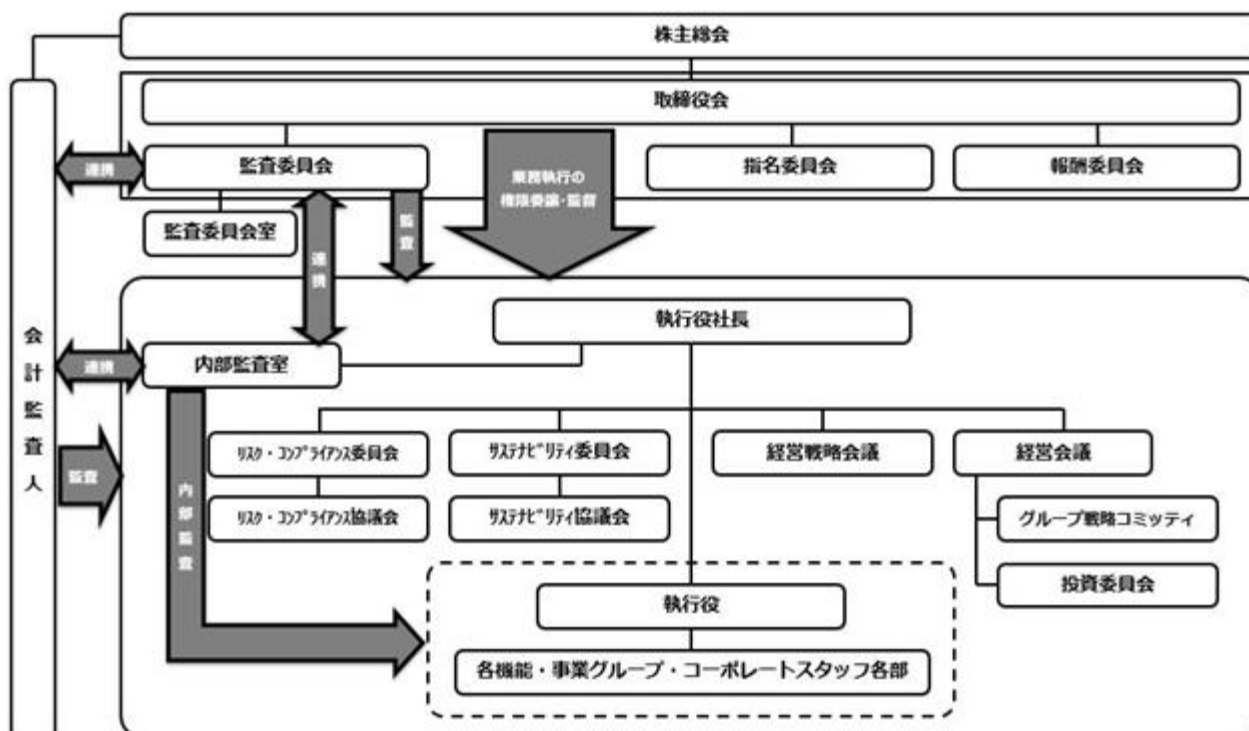 株主総会
取締役会
監査委員会
指名委員会
報酬委員会
連携
業務執行の
権限委譲・監督
監査委員会室
監査
連携
執行役社長
会計監査人
連携
内部監査室
ﾘｽｸ・ｺﾝﾌﾟﾗｲｱﾝｽ委員会
ｻｽﾃﾅﾋﾞﾘﾃｨ委員会
経営戦略会議
経営会議
監査
内部監査
ﾘｽｸ・ｺﾝﾌﾟﾗｲｱﾝｽ協議会
ｻｽﾃﾅﾋﾞﾘﾃｨ協議会
グループ戦略コミッティ
投資委員会
執行役
各機能・事業グループ・コーポレートスタッフ各部